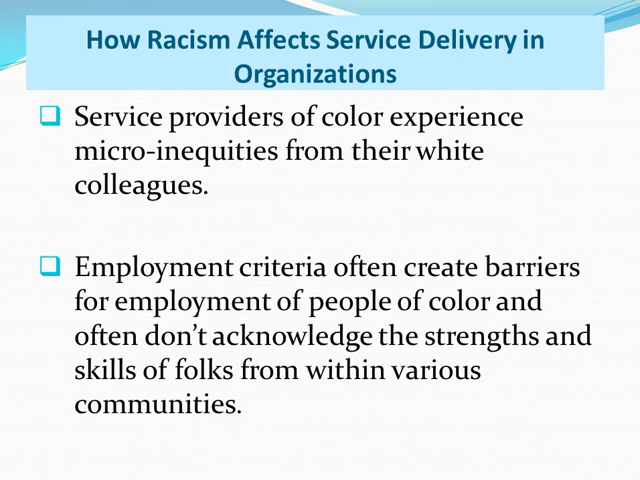 How Racism Affects Service Delivery in
Organizations
Service providers of color experience
micro-inequities from their white
colleagues.
Employment criteria often create barriers
for employment of people of color and
often don’t acknowledge the strengths and
skills of folks from within various
communities.